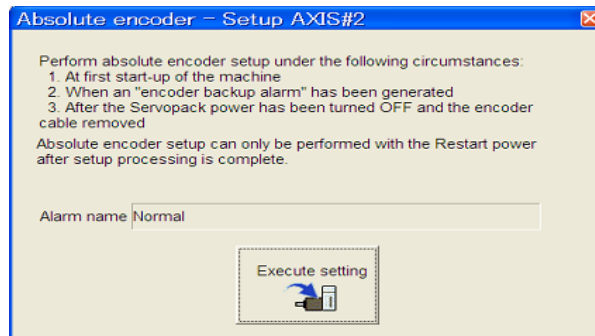 Absolute encoder – Setup AXIS#2
Perform absolute encoder setup under the following circumstances:
1. At first start-up of the machine
2. When an "encoder backup alarm" has been generated
3. After the Servopack power has been turned OFF and the encoder
cable removed
Absolute encoder setup can only be performed with the Restart power
after setup processing is complete.
Alarm name Normal
Execute setting